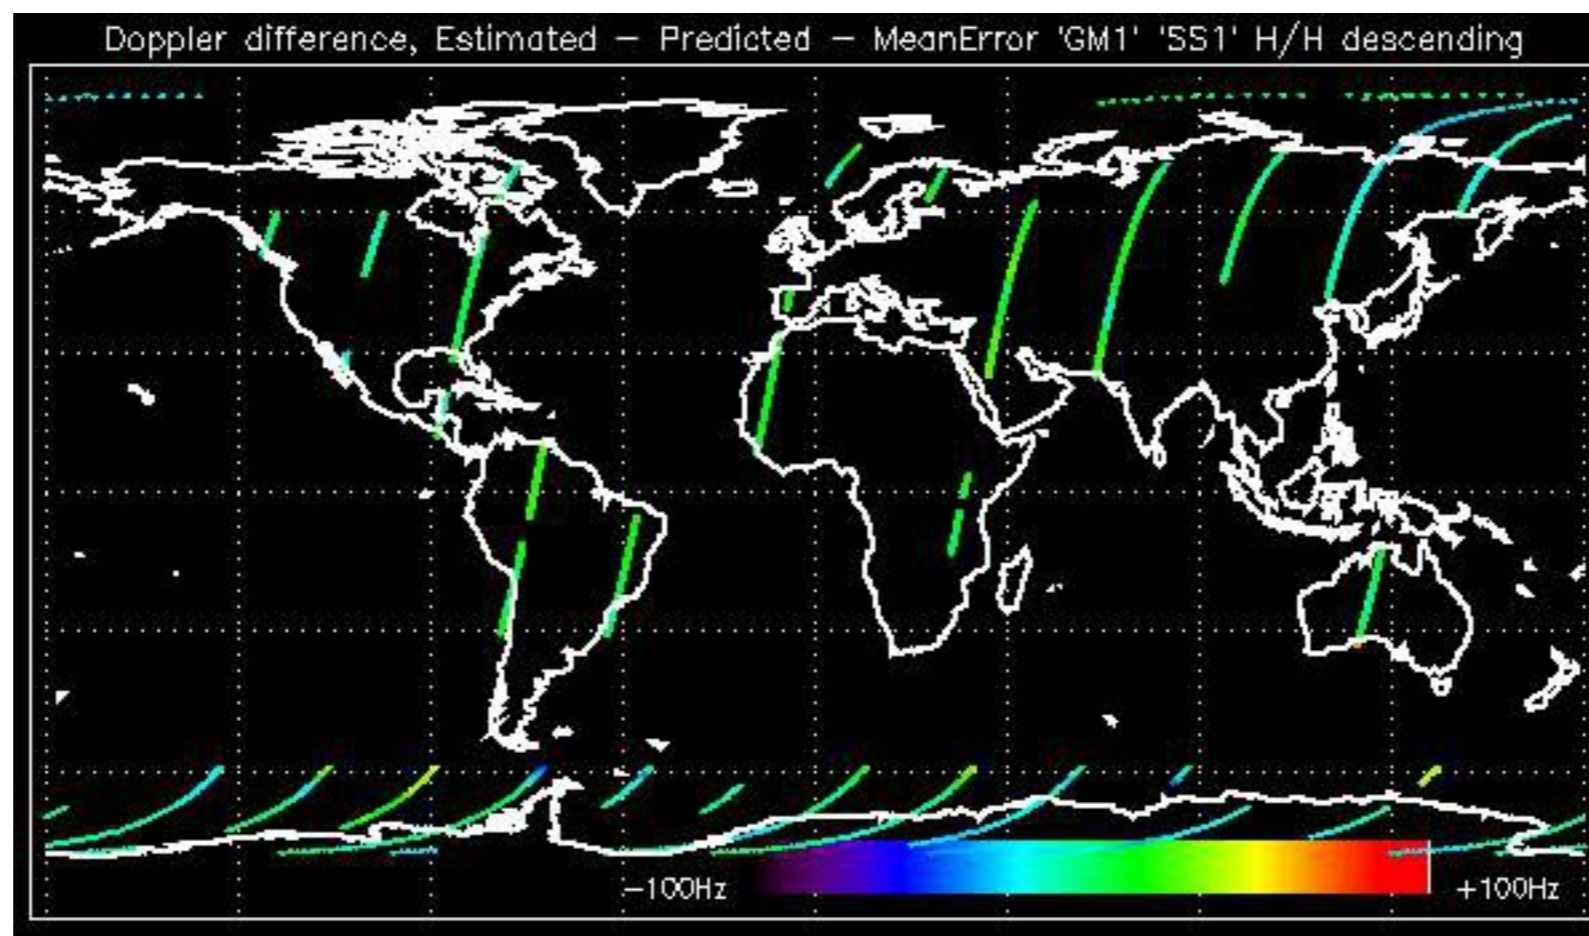 Doppler difference, Estimated − Predicted − MeanError 'GM1' 'SS1' H/H descending
−100Hz
+100Hz